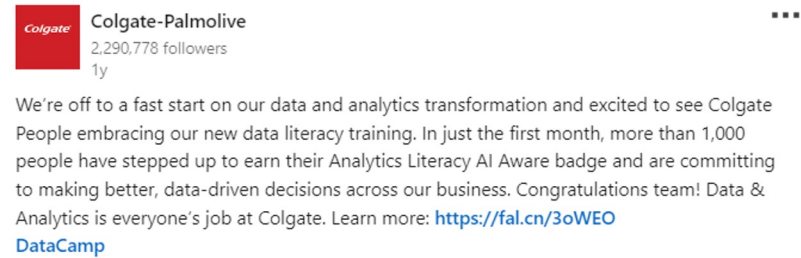 Colgate
Colgate-Palmolive
2,290,778 followers
1y
We're off to a fast start on our data and analytics transformation and excited to see Colgate
People embracing our new data literacy training. In just the first month, more than 1,000
people have stepped up to earn their Analytics Literacy AI Aware badge and are committing
to making better, data-driven decisions across our business. Congratulations team! Data &
Analytics is everyone's job at Colgate. Learn more: https://fal.cn/3oWEO
DataCamp